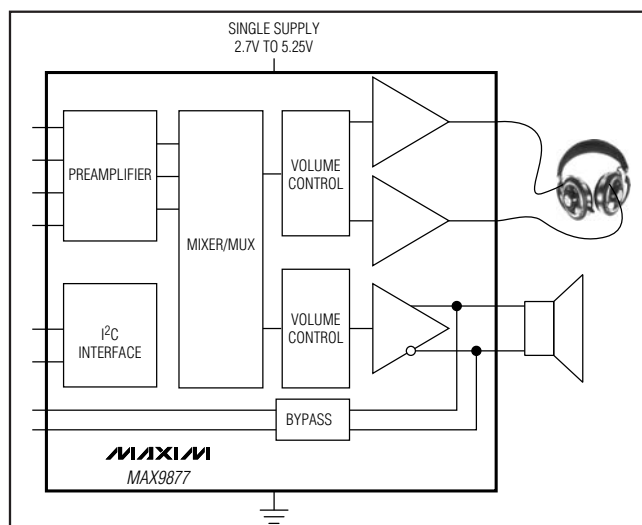 SINGLE SUPPLY
2.7V TO 5.25V
PREAMPLIFIER
MIXER/MUX
VOLUME
CONTROL
I²C
INTERFACE
VOLUME
CONTROL
BYPASS
MAXIM
MAX9877